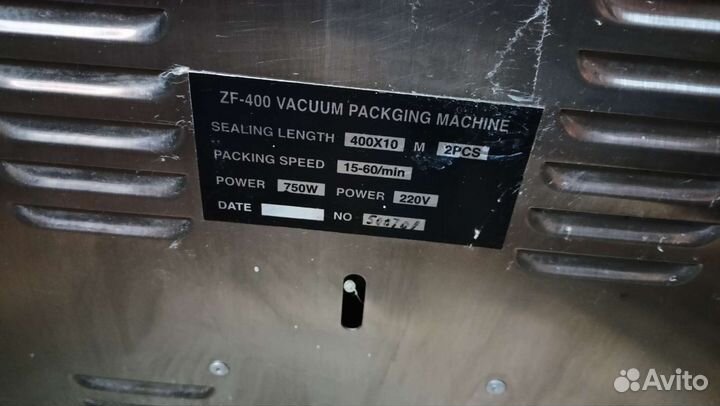 ZF-400 VACUUM PACKGING MACHINE
SEALING LENGTH 400X10 M 2PCS
PACKING SPEED 15-60/min
POWER 750W POWER 220V
DATE NO
Avito